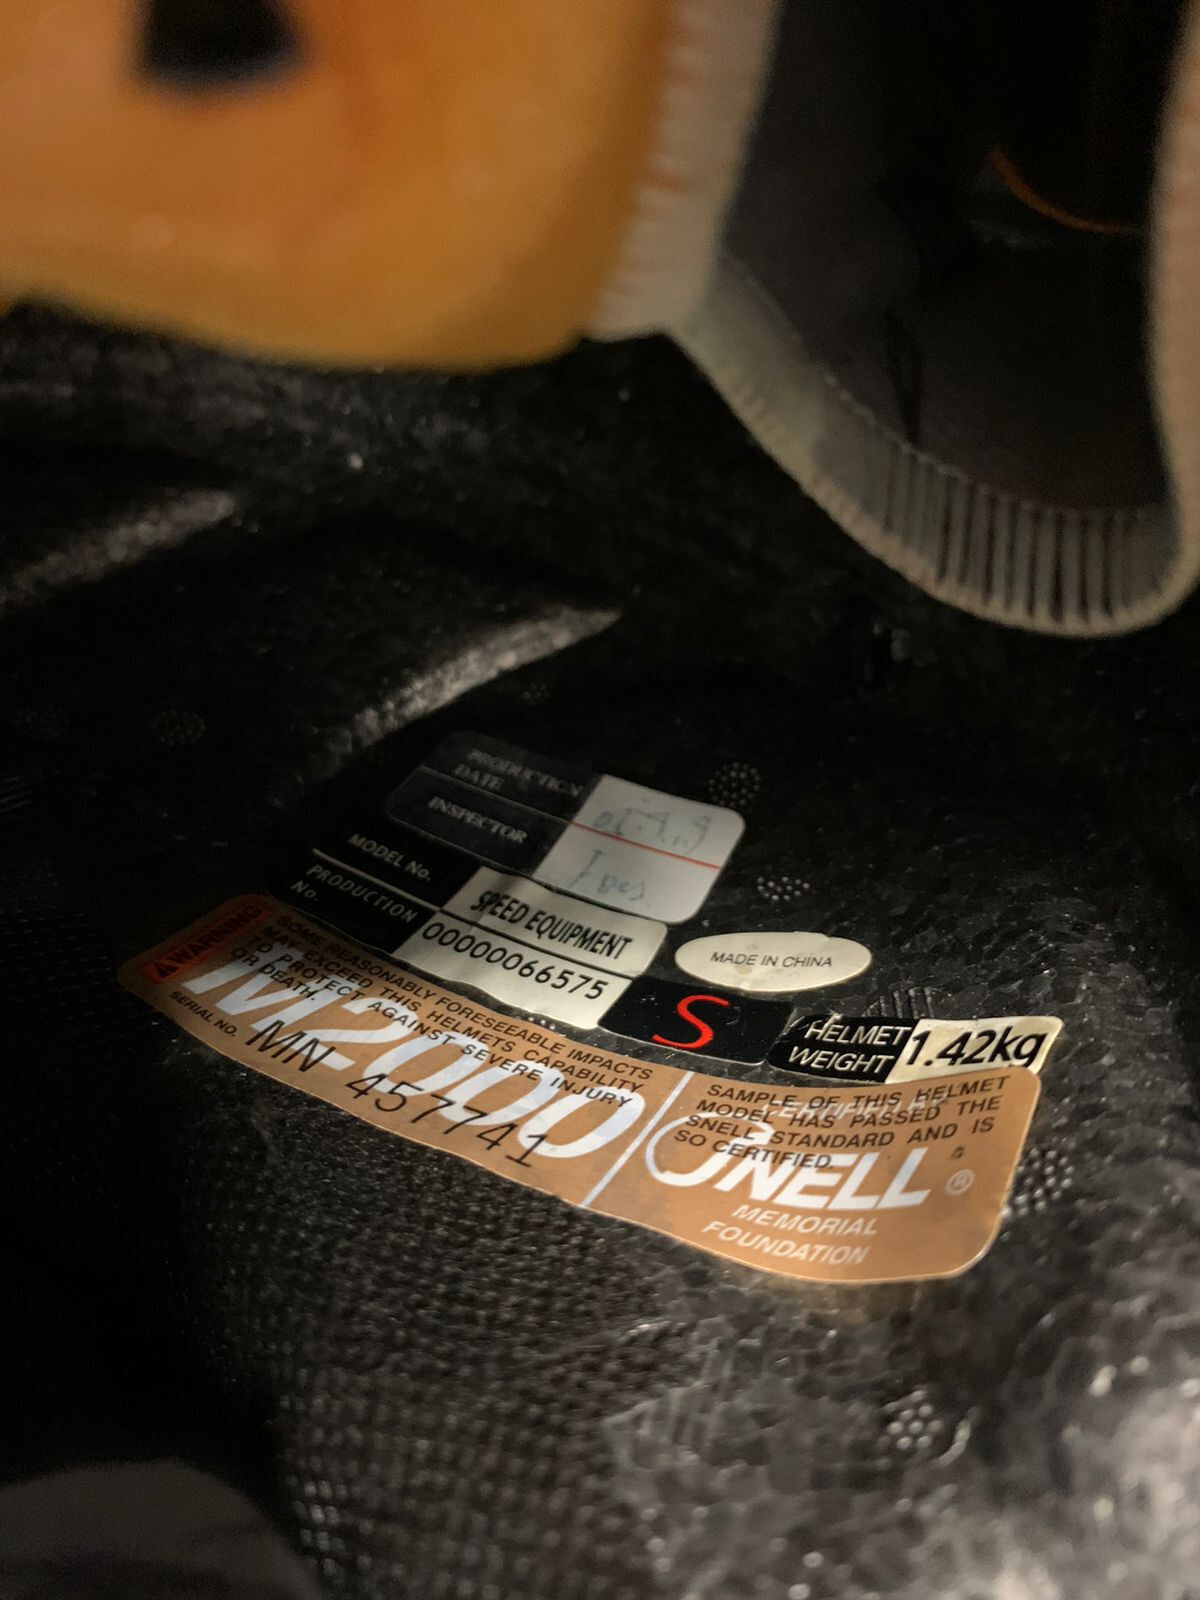 PRODUCTION
DATE
INSPECTOR
MODEL No.
SPEED EQUIPMENT
PRODUCTION
No.
00000066575
MADE IN CHINA
S
HELMET
WEIGHT
1.42kg
WARNING
SOME REASONABLY FORESEEABLE IMPACTS
MAY EXCEED THIS HELMETS CAPABILITY
TO PROTECT AGAINST SEVERE INJURY
OR DEATH.
M2000
SERIAL NO.
MN 457741
SAMPLE OF THIS HELMET
MODEL HAS PASSED THE
SNELL STANDARD AND IS
SO CERTIFIED.
SNELL ®
MEMORIAL
FOUNDATION